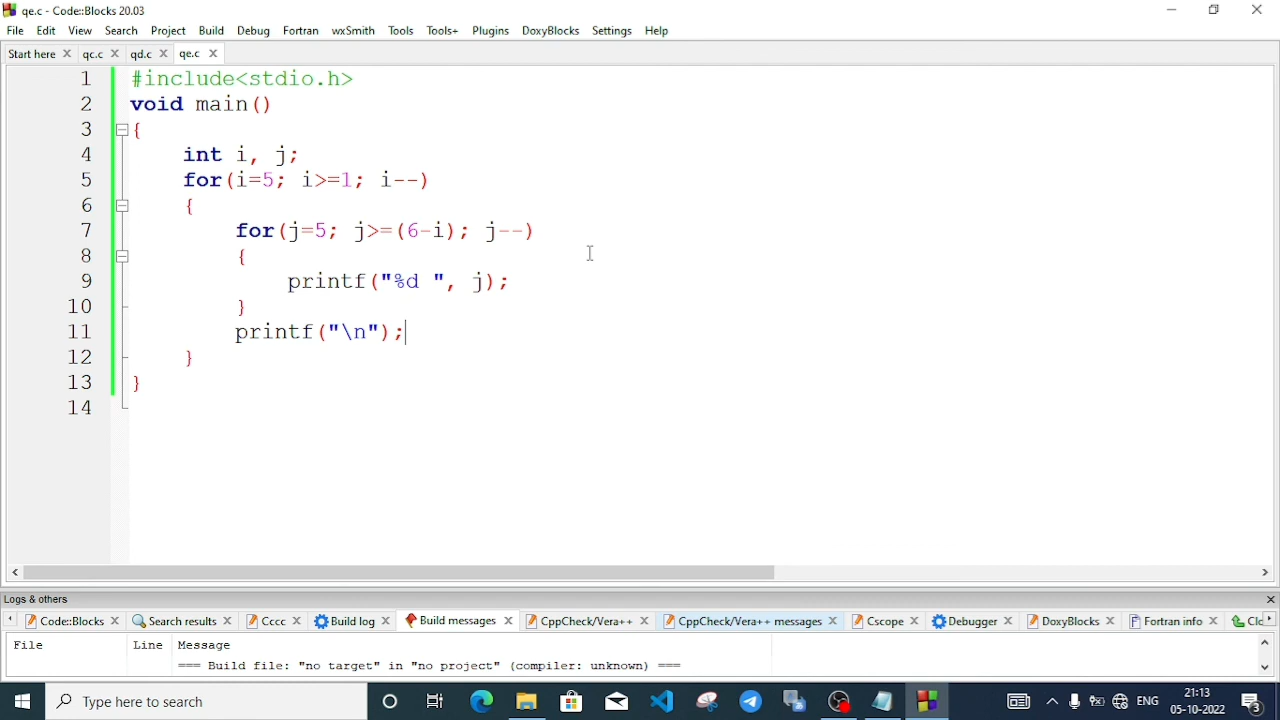 qe.c - Code::Blocks 20.03
File Edit View Search Project Build Debug Fortran wxSmith Tools Tools+ Plugins DoxyBlocks Settings Help
Start here qc.c qd.c qe.c
1 #include<stdio.h>
2 void main()
3 {
4 int i, j;
5 for(i=5; i>=1; i--)
6 {
7 for(j=5; j>=(6-i); j--)
8 {
9 printf("%d ", j);
10 }
11 printf("\n");
12 }
13 }
14
Logs & others
Code::Blocks Search results Cccc Build log Build messages CppCheck/Vera++ CppCheck/Vera++ messages Cscope Debugger DoxyBlocks Fortran info Clo
File Line Message
=== Build file: "no target" in "no project" (compiler: unknown) ===
Type here to search ENG 21:13
05-10-2022 3